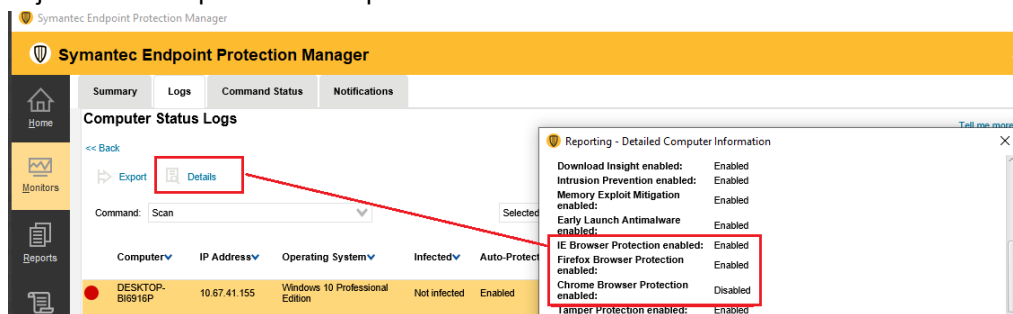 Symantec Endpoint Protection Manager
Symantec Endpoint Protection Manager
Summary Logs Command Status Notifications
Home
Computer Status Logs
Tell me more
<< Back
Export Details
Monitors
Command: Scan
Selected
Reports
Computer IP Address Operating System Infected Auto-Protect
DESKTOP-
BI6916P
10.67.41.155
Windows 10 Professional
Edition
Not infected
Enabled
Reporting - Detailed Computer Information
Download Insight enabled: Enabled
Intrusion Prevention enabled: Enabled
Memory Exploit Mitigation
enabled: Enabled
Early Launch Antimalware
enabled: Enabled
IE Browser Protection enabled: Enabled
Firefox Browser Protection
enabled: Enabled
Chrome Browser Protection
enabled: Disabled
Tamper Protection enabled: Enabled